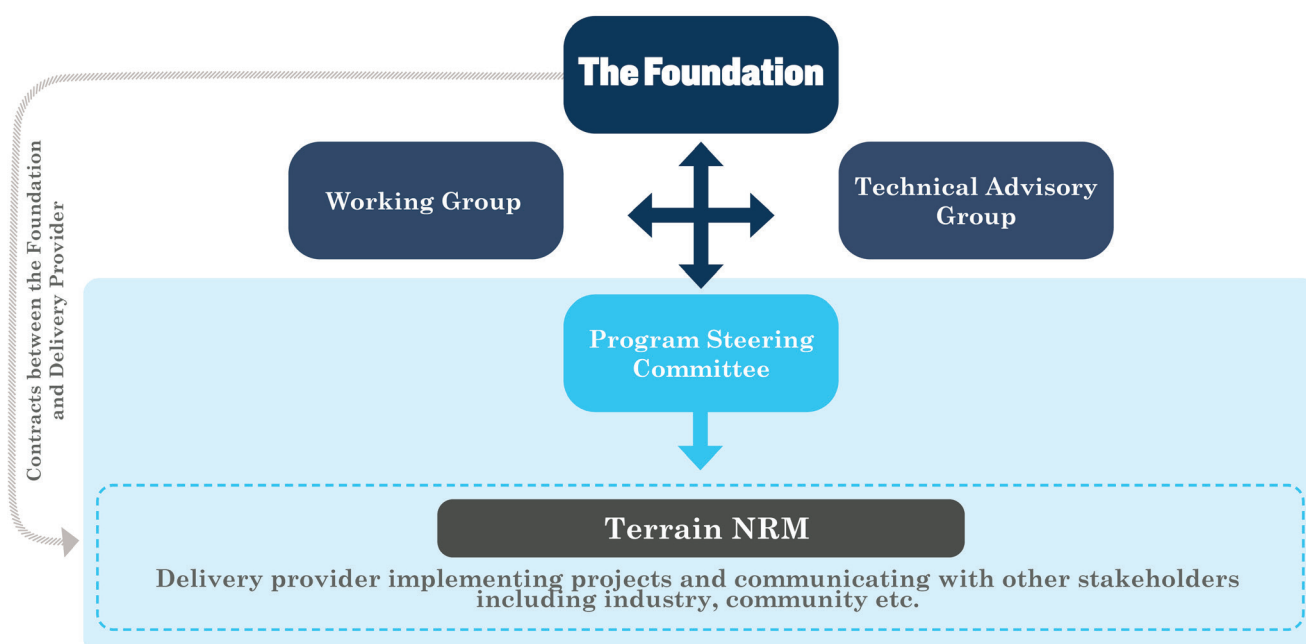 The Foundation
Working Group
Technical Advisory
Group
Contracts between the Foundation
and Delivery Provider
Program Steering
Committee
Terrain NRM
Delivery provider implementing projects and communicating with other stakeholders
including industry, community etc.